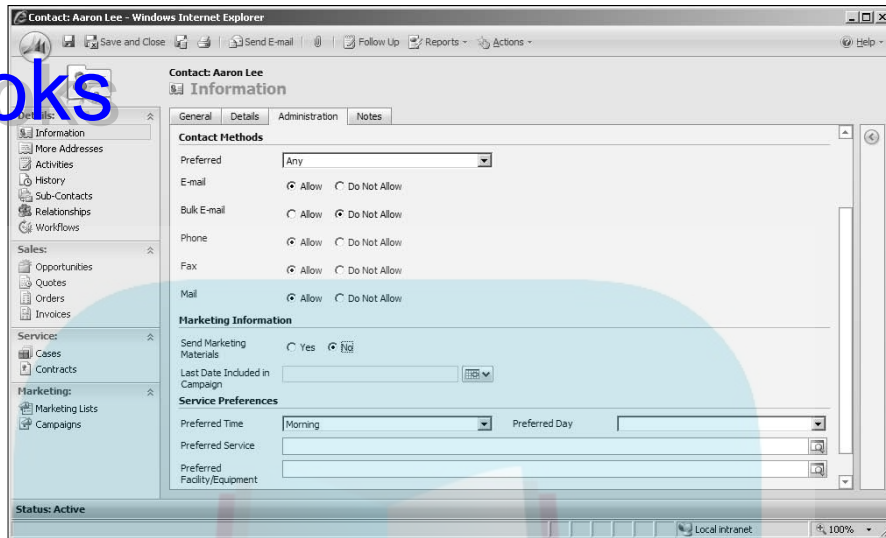 Contact: Aaron Lee - Windows Internet Explorer
Save and Close Send E-mail Follow Up Reports Actions Help
oks
Contact: Aaron Lee
Information
Details:
Information
More Addresses
Activities
History
Sub-Contacts
Relationships
Workflows
Sales:
Opportunities
Quotes
Orders
Invoices
Service:
Cases
Contracts
Marketing:
Marketing Lists
Campaigns
General Details Administration Notes
Contact Methods
Preferred Any
E-mail Allow Do Not Allow
Bulk E-mail Allow Do Not Allow
Phone Allow Do Not Allow
Fax Allow Do Not Allow
Mail Allow Do Not Allow
Marketing Information
Send Marketing Materials Yes No
Last Date Included in Campaign
Service Preferences
Preferred Time Morning Preferred Day
Preferred Service
Preferred Facility/Equipment
Status: Active
Local intranet 100%